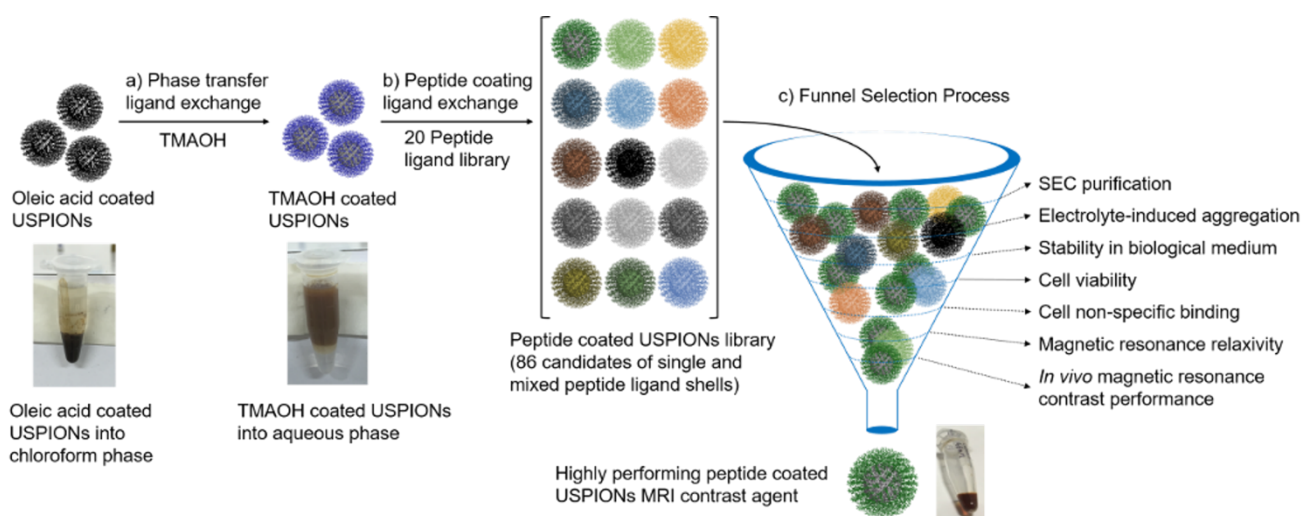 a) Phase transfer
ligand exchange
TMAOH
b) Peptide coating
ligand exchange
20 Peptide
ligand library
c) Funnel Selection Process
Oleic acid coated
USPIONs
TMAOH coated
USPIONs
SEC purification
Electrolyte-induced aggregation
Stability in biological medium
Cell viability
Cell non-specific binding
Magnetic resonance relaxivity
In vivo magnetic resonance
contrast performance
Peptide coated USPIONs library
(86 candidates of single and
mixed peptide ligand shells)
Oleic acid coated
USPIONs into
chloroform phase
TMAOH coated USPIONs
into aqueous phase
Highly performing peptide coated
USPIONs MRI contrast agent